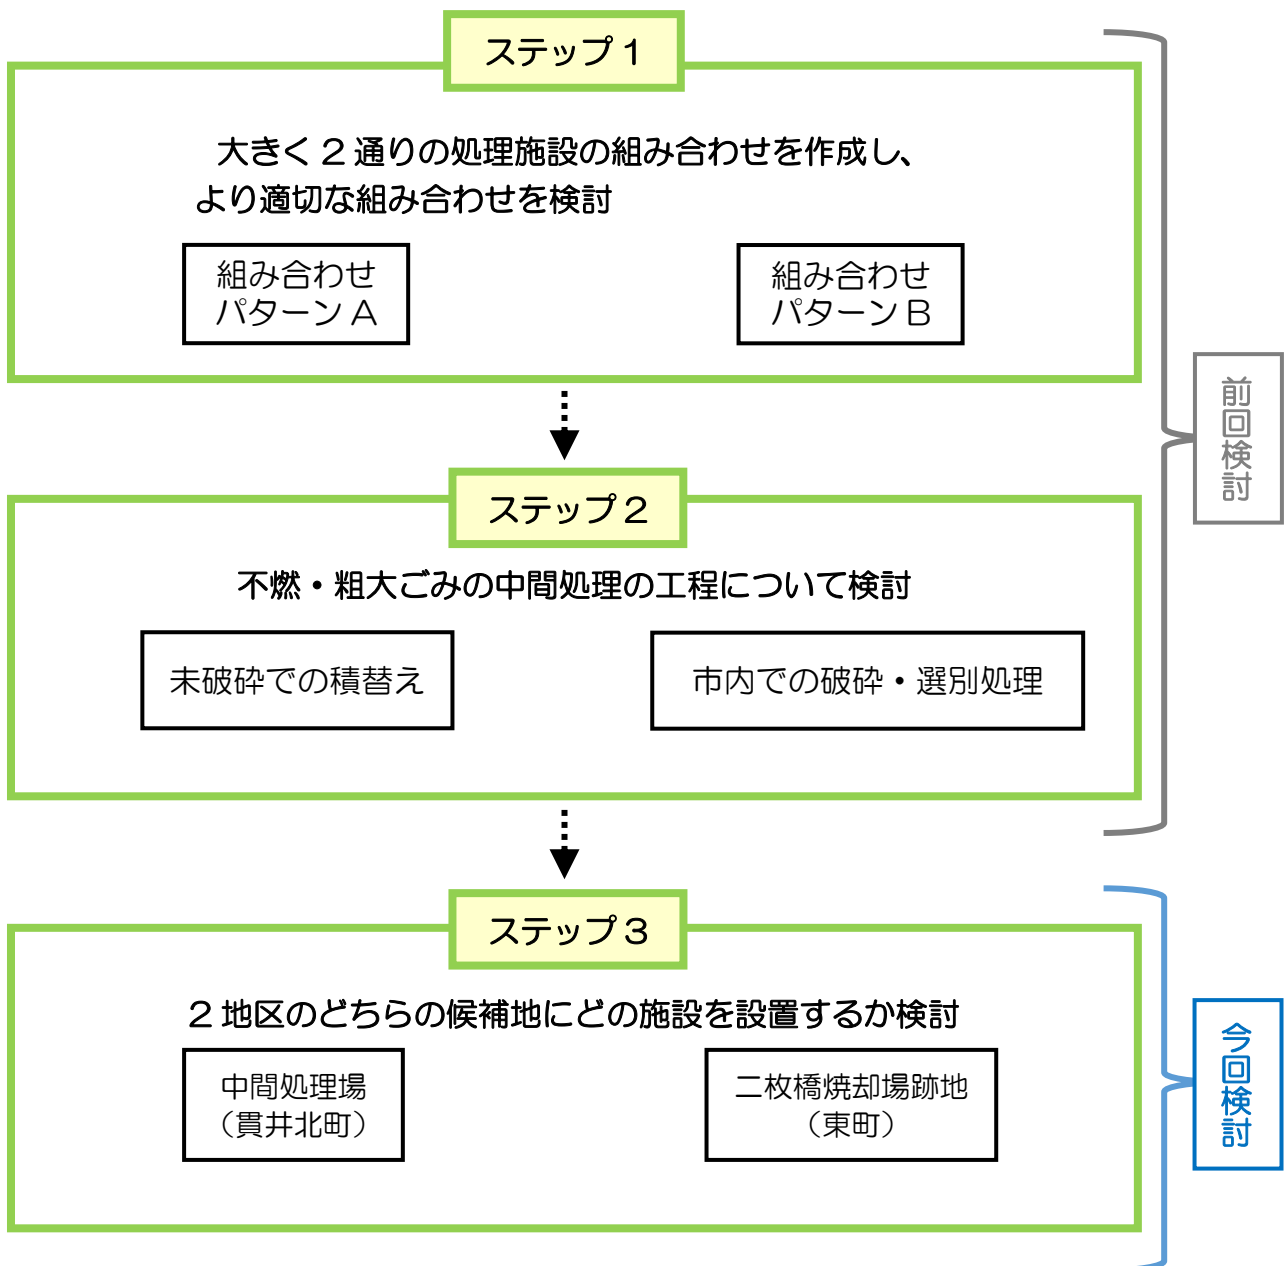 ステップ１
大きく２通りの処理施設の組み合わせを作成し、
より適切な組み合わせを検討
組み合わせ
パターンＡ
組み合わせ
パターンＢ
前回検討
ステップ２
不燃・粗大ごみの中間処理の工程について検討
未破砕での積替え
市内での破砕・選別処理
ステップ３
２地区のどちらの候補地にどの施設を設置するか検討
中間処理場
（貫井北町）
二枚橋焼却場跡地
（東町）
今回検討